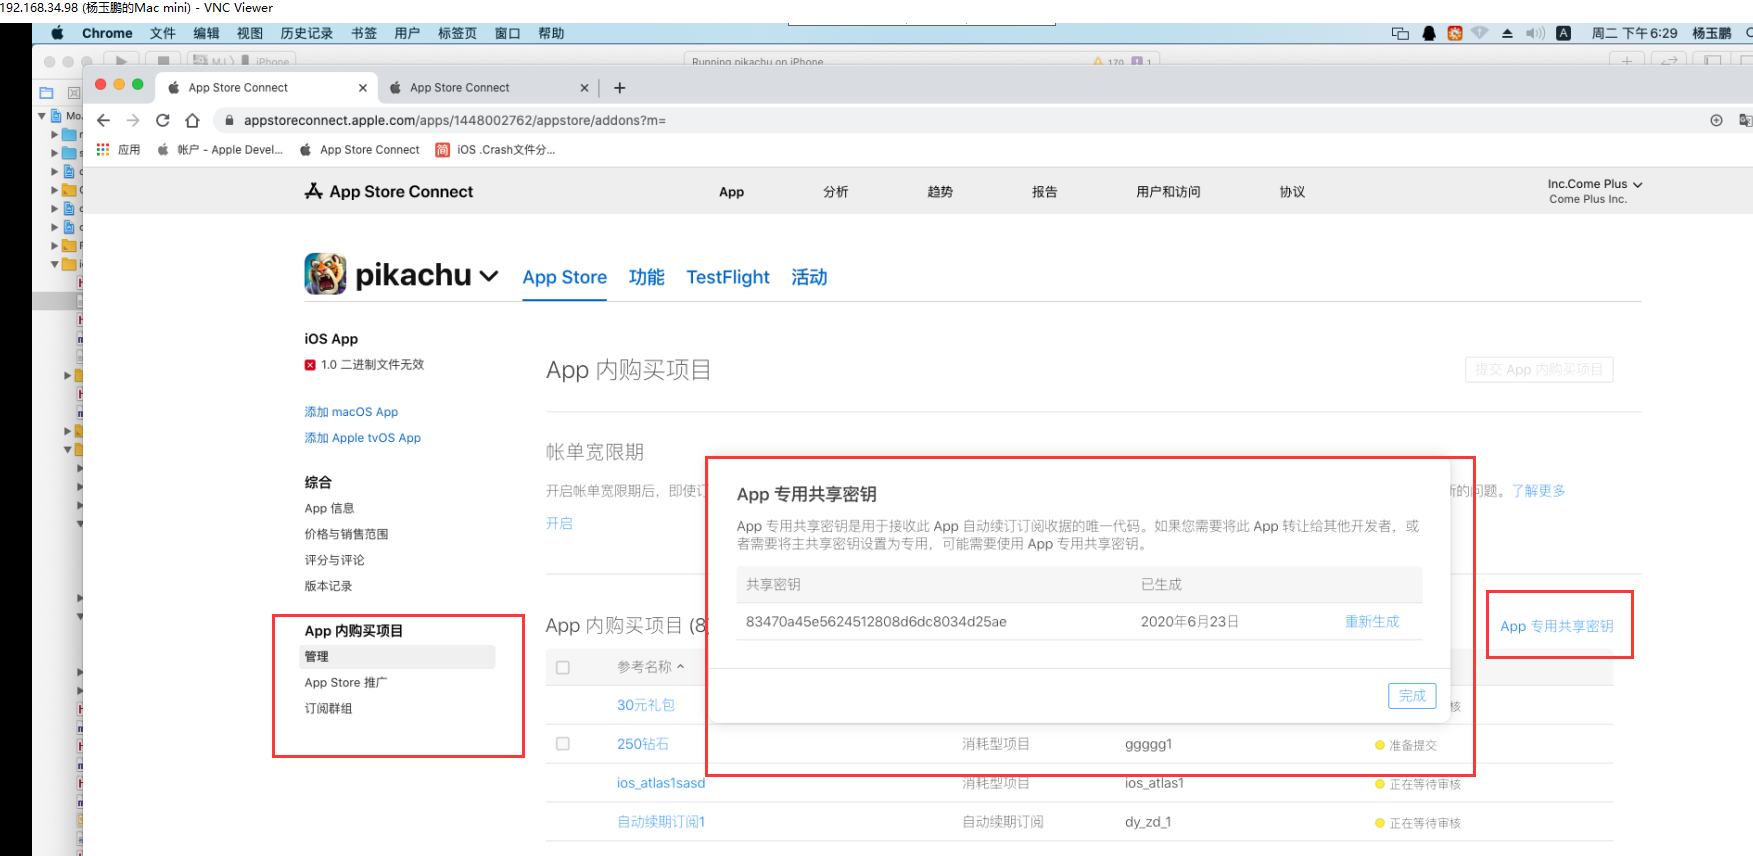 192.168.34.98 (杨玉鹏的Mac mini) - VNC Viewer
Chrome 文件 编辑 视图 历史记录 书签 用户 标签页 窗口 帮助
周二 下午6:29 杨玉鹏
Running pikachu on iPhone
App Store Connect
App Store Connect
appstoreconnect.apple.com/apps/1448002762/appstore/addons?m=
应用 帐户 - Apple Devel... App Store Connect iOS .Crash文件分...
App Store Connect
App 分析 趋势 报告 用户和访问 协议
Inc.Come Plus
Come Plus Inc.
pikachu
App Store 功能 TestFlight 活动
iOS App
1.0 二进制文件无效
添加 macOS App
添加 Apple tvOS App
综合
App 信息
价格与销售范围
评分与评论
版本记录
App 内购买项目
管理
App Store 推广
订阅群组
App 内购买项目
提交 App 内购买项目
帐单宽限期
开启帐单宽限期后，即使
的问题。了解更多
开启
App 专用共享密钥
App 专用共享密钥是用于接收此 App 自动续订订阅收据的唯一代码。如果您需要将此 App 转让给其他开发者，或
者需要将主共享密钥设置为专用，可能需要使用 App 专用共享密钥。
共享密钥 已生成
83470a45e5624512808d6dc8034d25ae 2020年6月23日 重新生成
完成
App 内购买项目 (8
App 专用共享密钥
参考名称
30元礼包 核
250钻石 消耗型项目 ggggg1 准备提交
ios_atlas1sasd 消耗型项目 ios_atlas1 正在等待审核
自动续期订阅1 自动续期订阅 dy_zd_1 正在等待审核